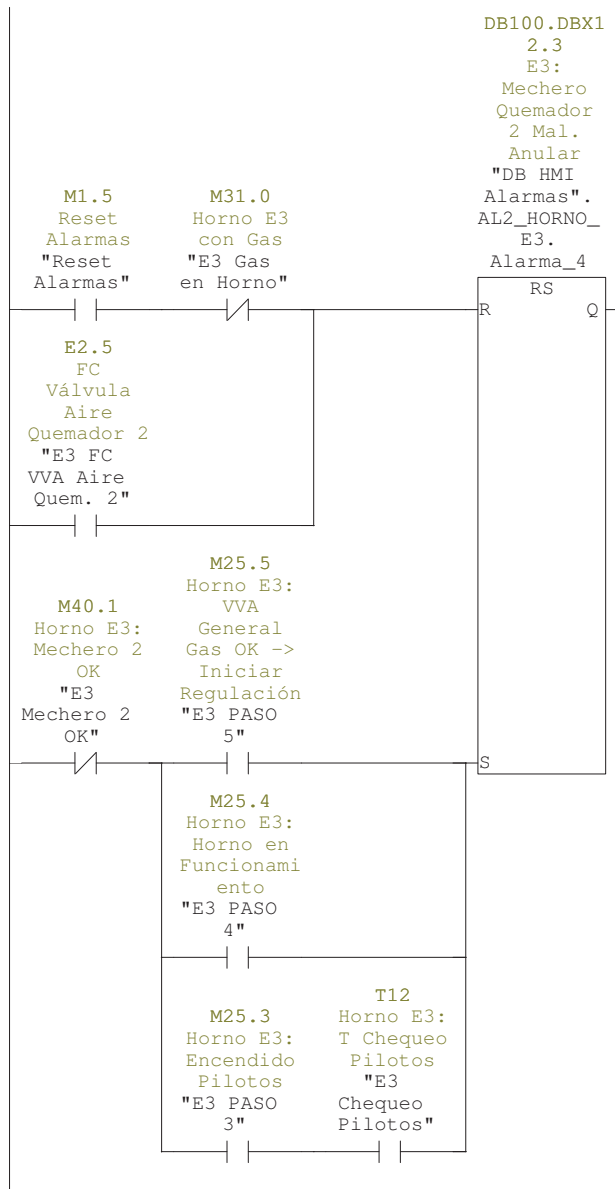 DB100.DBX1
2.3
E3:
Mechero
Quemador
2 Mal.
Anular
"DB HMI
Alarmas".
AL2_HORNO_
E3.
Alarma_4
M1.5
Reset
Alarmas
"Reset
Alarmas"
M31.0
Horno E3
con Gas
"E3 Gas
en Horno"
RS
R
Q
E2.5
FC
Válvula
Aire
Quemador 2
"E3 FC
VVA Aire
Quem. 2"
M40.1
Horno E3:
Mechero 2
OK
"E3
Mechero 2
OK"
M25.5
Horno E3:
VVA
General
Gas OK ->
Iniciar
Regulación
"E3 PASO
5"
S
M25.4
Horno E3:
Horno en
Funcionami
ento
"E3 PASO
4"
M25.3
Horno E3:
Encendido
Pilotos
"E3 PASO
3"
T12
Horno E3:
T Chequeo
Pilotos
"E3
Chequeo
Pilotos"